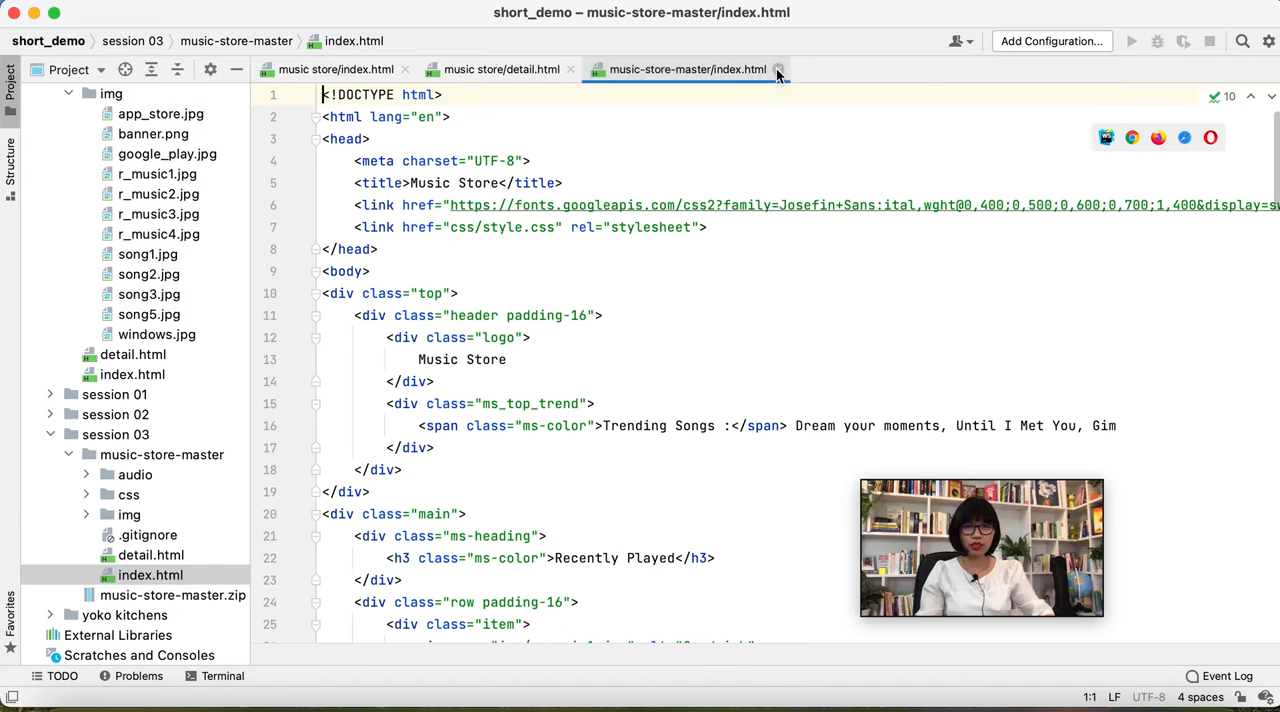 short_demo – music-store-master/index.html
short_demo › session 03 › music-store-master › index.html
Add Configuration...
Project
music store/index.html
music store/detail.html
music-store-master/index.html
Project
Structure
Favorites
img
app_store.jpg
banner.png
google_play.jpg
r_music1.jpg
r_music2.jpg
r_music3.jpg
r_music4.jpg
song1.jpg
song2.jpg
song3.jpg
song5.jpg
windows.jpg
detail.html
index.html
session 01
session 02
session 03
music-store-master
audio
css
img
.gitignore
detail.html
index.html
music-store-master.zip
yoko kitchens
External Libraries
Scratches and Consoles
10
1 <!DOCTYPE html>
2 <html lang="en">
3 <head>
4 <meta charset="UTF-8">
5 <title>Music Store</title>
6 <link href="https://fonts.googleapis.com/css2?family=Josefin+Sans:ital,wght@0,400;0,500;0,600;0,700;1,400&display=sw
7 <link href="css/style.css" rel="stylesheet">
8 </head>
9 <body>
10 <div class="top">
11 <div class="header padding-16">
12 <div class="logo">
13 Music Store
14 </div>
15 <div class="ms_top_trend">
16 <span class="ms-color">Trending Songs :</span> Dream your moments, Until I Met You, Gim
17 </div>
18 </div>
19 </div>
20 <div class="main">
21 <div class="ms-heading">
22 <h3 class="ms-color">Recently Played</h3>
23 </div>
24 <div class="row padding-16">
25 <div class="item">
TODO
Problems
Terminal
Event Log
1:1 LF UTF-8 4 spaces